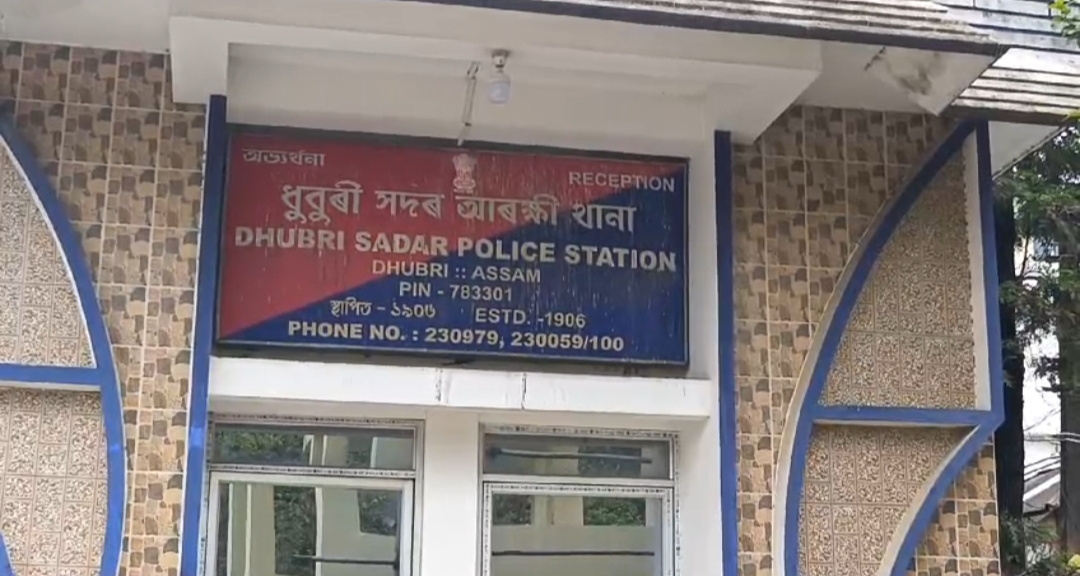 অভ্যৰ্থনা
RECEPTION
ধুবুৰী সদৰ আৰক্ষী থানা
DHUBRI SADAR POLICE STATION
DHUBRI :: ASSAM
PIN - 783301
স্থাপিত - ১৯০৬ ESTD. -1906
PHONE NO. : 230979, 230059/100